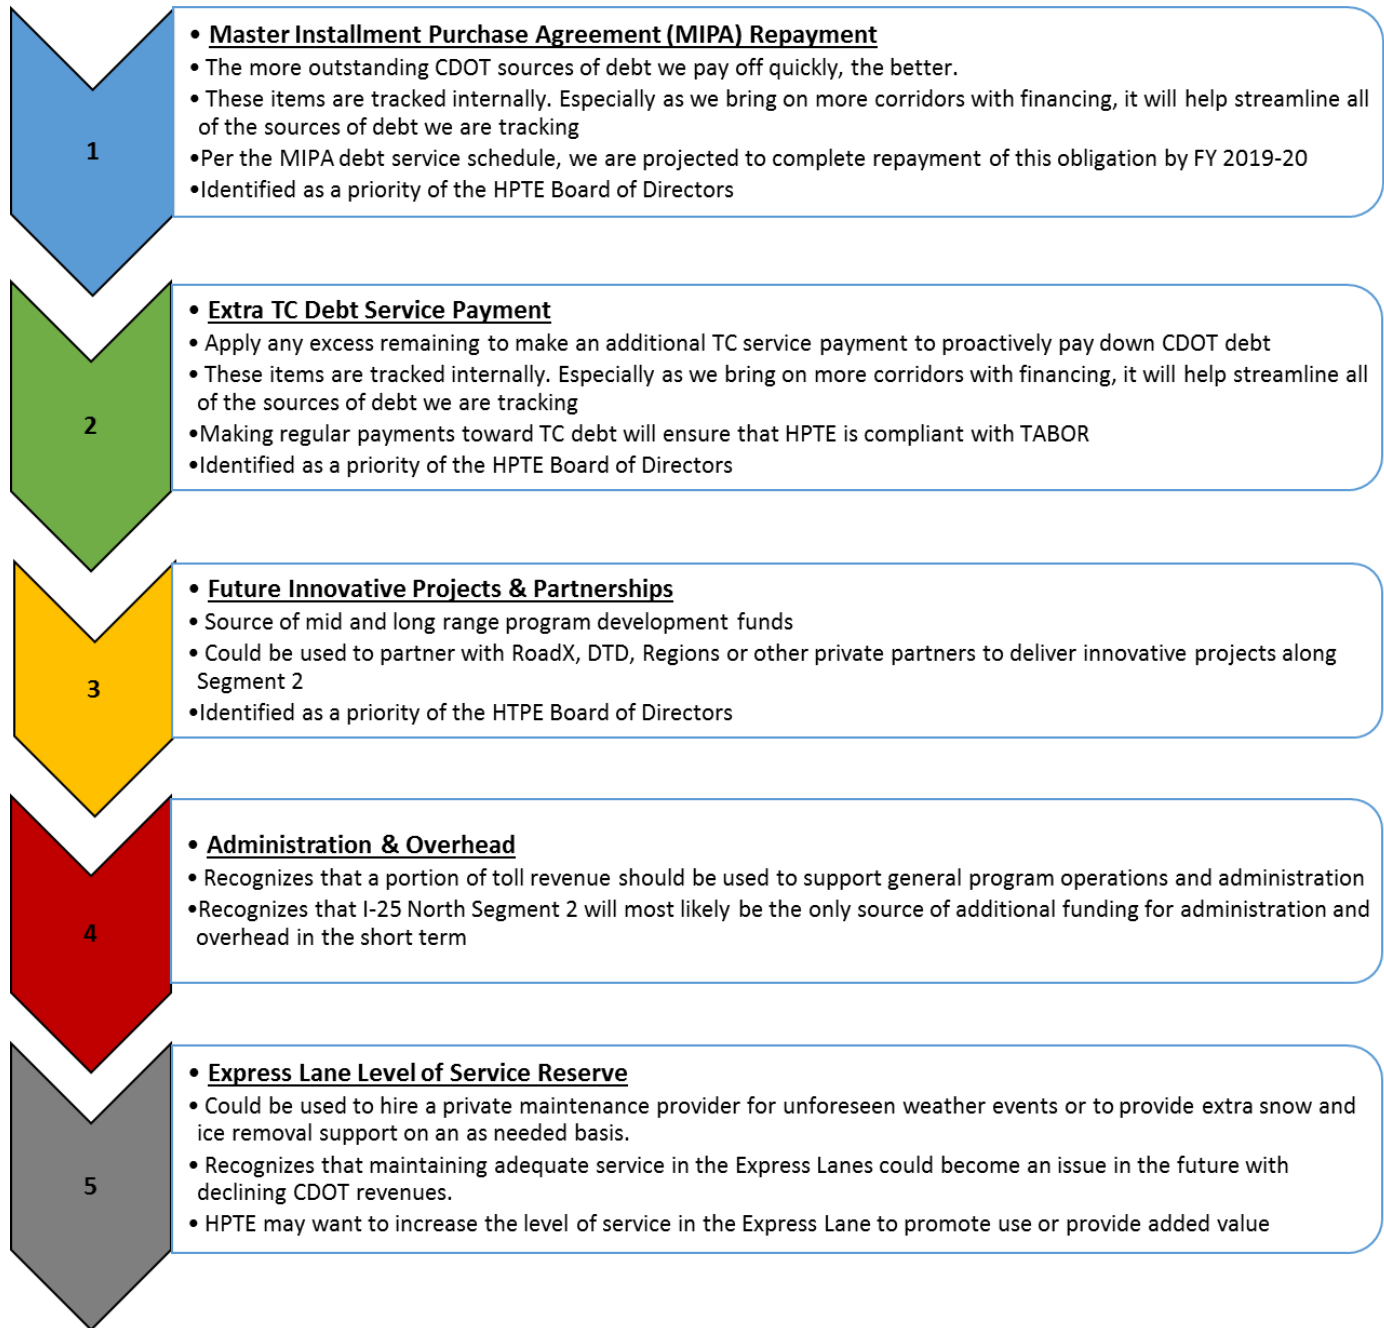 • Master Installment Purchase Agreement (MIPA) Repayment
• The more outstanding CDOT sources of debt we pay off quickly, the better.
• These items are tracked internally. Especially as we bring on more corridors with financing, it will help streamline all
of the sources of debt we are tracking
1
•Per the MIPA debt service schedule, we are projected to complete repayment of this obligation by FY 2019-20
•Identified as a priority of the HPTE Board of Directors
• Extra TC Debt Service Payment
• Apply any excess remaining to make an additional TC service payment to proactively pay down CDOT debt
• These items are tracked internally. Especially as we bring on more corridors with financing, it will help streamline all
of the sources of debt we are tracking
2
•Making regular payments toward TC debt will ensure that HPTE is compliant with TABOR
•Identified as a priority of the HPTE Board of Directors
• Future Innovative Projects & Partnerships
• Source of mid and long range program development funds
• Could be used to partner with RoadX, DTD, Regions or other private partners to deliver innovative projects along
Segment 2
3
•Identified as a priority of the HTPE Board of Directors
• Administration & Overhead
• Recognizes that a portion of toll revenue should be used to support general program operations and administration
•Recognizes that I-25 North Segment 2 will most likely be the only source of additional funding for administration and
overhead in the short term
4
• Express Lane Level of Service Reserve
• Could be used to hire a private maintenance provider for unforeseen weather events or to provide extra snow and
ice removal support on an as needed basis.
• Recognizes that maintaining adequate service in the Express Lanes could become an issue in the future with
declining CDOT revenues.
5
• HPTE may want to increase the level of service in the Express Lane to promote use or provide added value